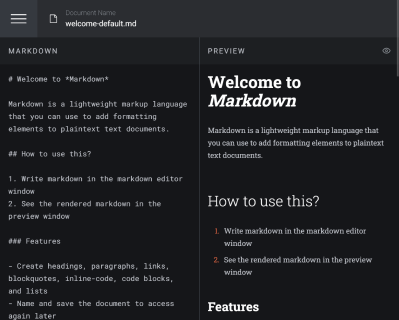 Document Name
welcome-default.md
MARKDOWN
# Welcome to *Markdown*
Markdown is a lightweight markup language
that you can use to add formatting
elements to plaintext text documents.
## How to use this?
1. Write markdown in the markdown editor
window
2. See the rendered markdown in the
preview window
### Features
- Create headings, paragraphs, links,
blockquotes, inline-code, code blocks,
and lists
- Name and save the document to access
again later
PREVIEW
Welcome to
Markdown
Markdown is a lightweight markup language that
you can use to add formatting elements to plaintext
text documents.
How to use this?
1. Write markdown in the markdown editor
window
2. See the rendered markdown in the preview
window
Features